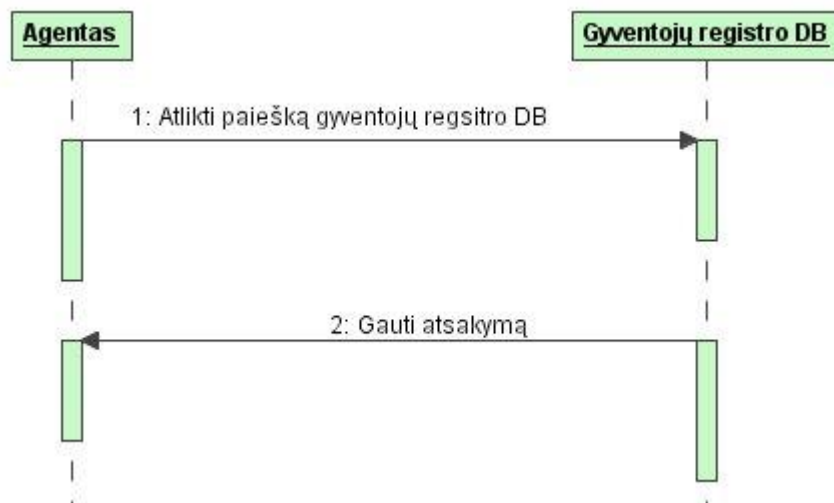 Agentas
Gyventojų registro DB
1: Atlikti paiešką gyventojų regsitro DB
2: Gauti atsakymą